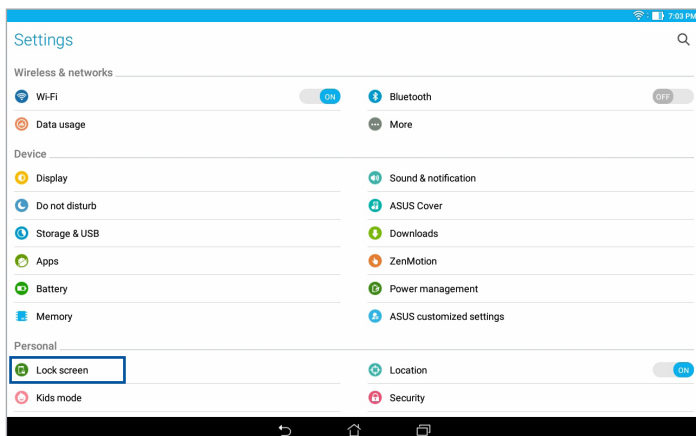 7:03 PM
Settings
Wireless & networks
Wi-Fi ON Bluetooth OFF
Data usage More
Device
Display Sound & notification
Do not disturb ASUS Cover
Storage & USB Downloads
Apps ZenMotion
Battery Power management
Memory ASUS customized settings
Personal
Lock screen Location ON
Kids mode Security